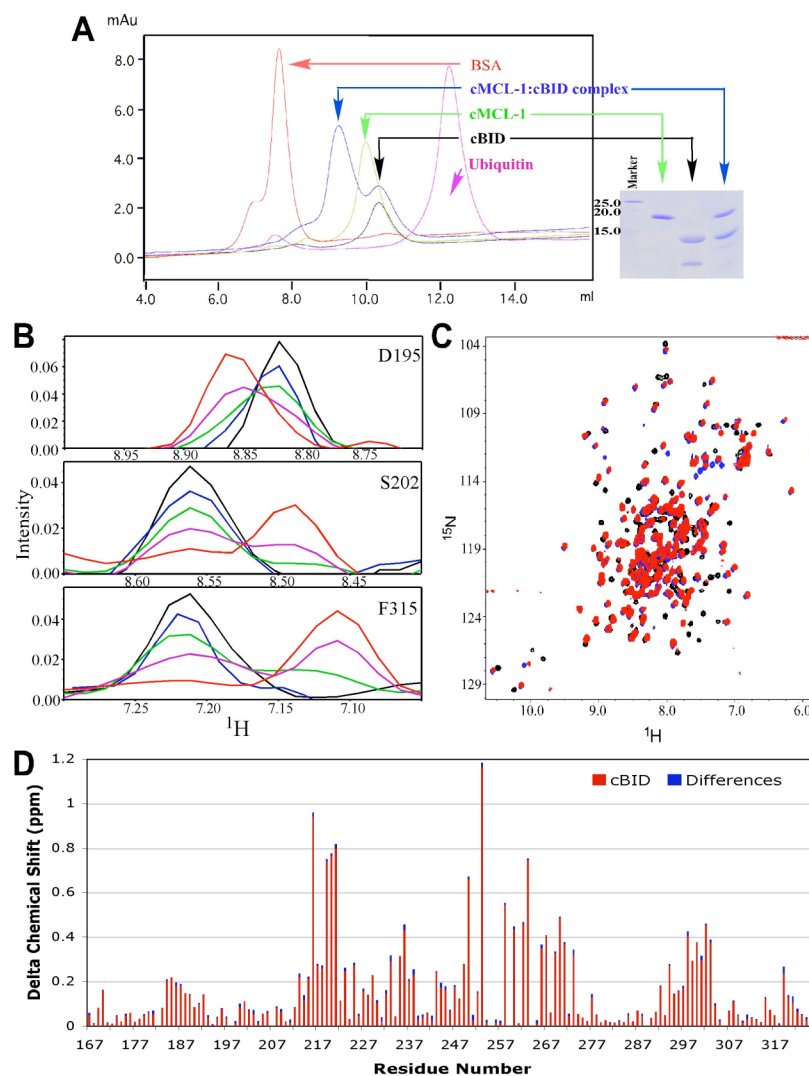 A
mAu
8.0
6.0
4.0
2.0
0.0
4.0
6.0
8.0
10.0
12.0
14.0
ml
BSA
cMCL-1:cBID complex
cMCL-1
cBID
Ubiquitin
Marker
25.0
20.0
15.0
B
Intensity
D195
0.06
0.04
0.02
0.00
8.95 8.90 8.85 8.80 8.75
S202
0.04
0.02
0.00
8.60 8.55 8.50 8.45
F315
0.04
0.02
0.00
7.25 7.20 7.15 7.10
1H
C
15N
104
109
114
119
124
129
10.0 9.0 8.0 7.0 6.0
1H
D
Delta Chemical Shift (ppm)
1.2
1
0.8
0.6
0.4
0.2
0
cBID Differences
167 177 187 197 207 217 227 237 247 257 267 277 287 297 307 317
Residue Number